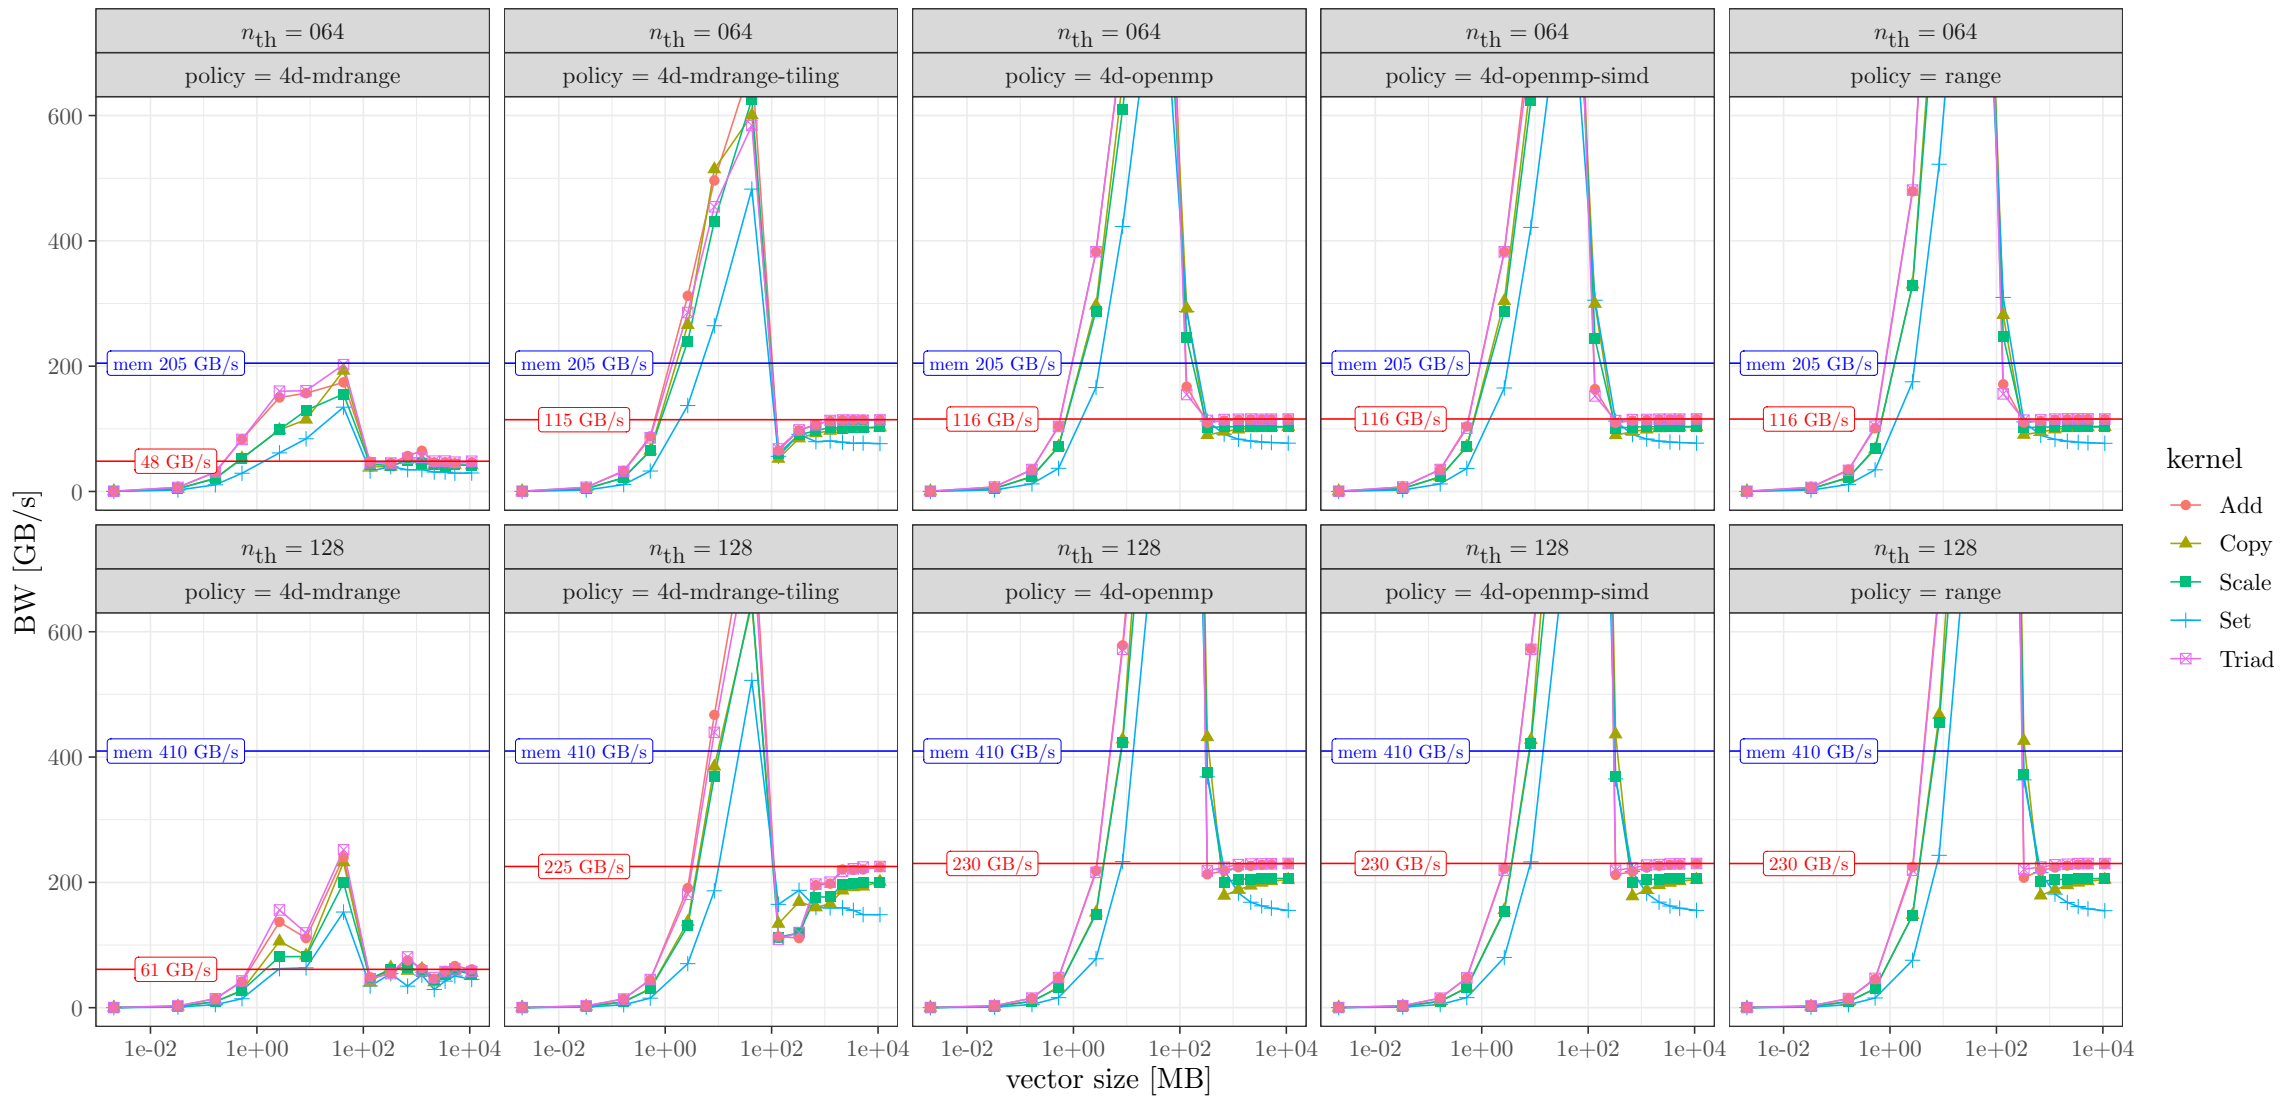 n_th = 064
n_th = 064
n_th = 064
n_th = 064
n_th = 064
policy = 4d-mdrange
policy = 4d-mdrange-tiling
policy = 4d-openmp
policy = 4d-openmp-simd
policy = range
600
400
200
0
mem 205 GB/s
48 GB/s
mem 205 GB/s
115 GB/s
mem 205 GB/s
116 GB/s
mem 205 GB/s
116 GB/s
mem 205 GB/s
116 GB/s
n_th = 128
n_th = 128
n_th = 128
n_th = 128
n_th = 128
policy = 4d-mdrange
policy = 4d-mdrange-tiling
policy = 4d-openmp
policy = 4d-openmp-simd
policy = range
600
400
200
0
mem 410 GB/s
61 GB/s
mem 410 GB/s
225 GB/s
mem 410 GB/s
230 GB/s
mem 410 GB/s
230 GB/s
mem 410 GB/s
230 GB/s
1e-02 1e+00 1e+02 1e+04
1e-02 1e+00 1e+02 1e+04
1e-02 1e+00 1e+02 1e+04
1e-02 1e+00 1e+02 1e+04
1e-02 1e+00 1e+02 1e+04
vector size [MB]
BW [GB/s]
kernel
Add
Copy
Scale
Set
Triad